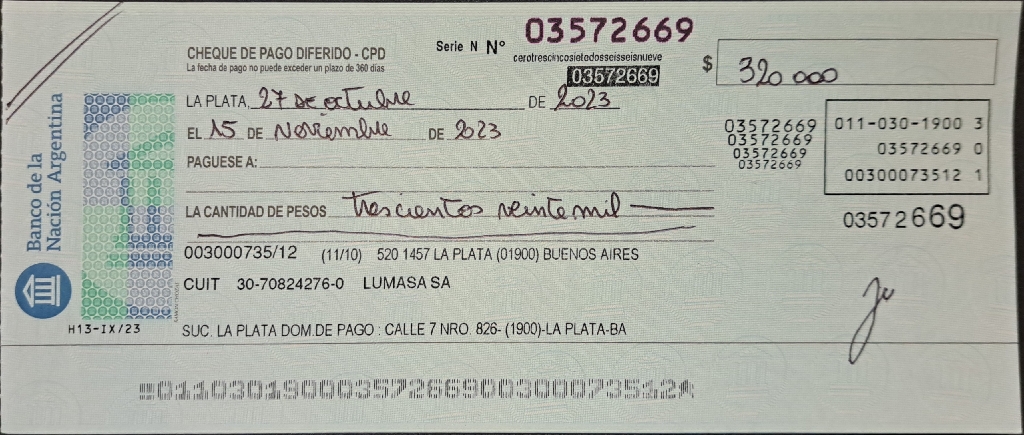 Banco de la
Nación Argentina
H13-IX/23
CHEQUE DE PAGO DIFERIDO - CPD
La fecha de pago no puede exceder un plazo de 360 días
Serie N Nº 03572669
cerotrescincosietedosseisseisnueve
03572669
$ 320 000
LA PLATA, 27 de octubre DE 2023
EL 15 DE Noviembre DE 2023
PAGUESE A:
LA CANTIDAD DE PESOS trescientos veinte mil
03572669
03572669
03572669
03572669
011-030-1900 3
03572669 0
00300073512 1
03572669
003000735/12 (11/10) 520 1457 LA PLATA (01900) BUENOS AIRES
CUIT 30-70824276-0 LUMASA SA
SUC. LA PLATA DOM.DE PAGO : CALLE 7 NRO. 826- (1900)-LA PLATA-BA
01103019000357266900300073512